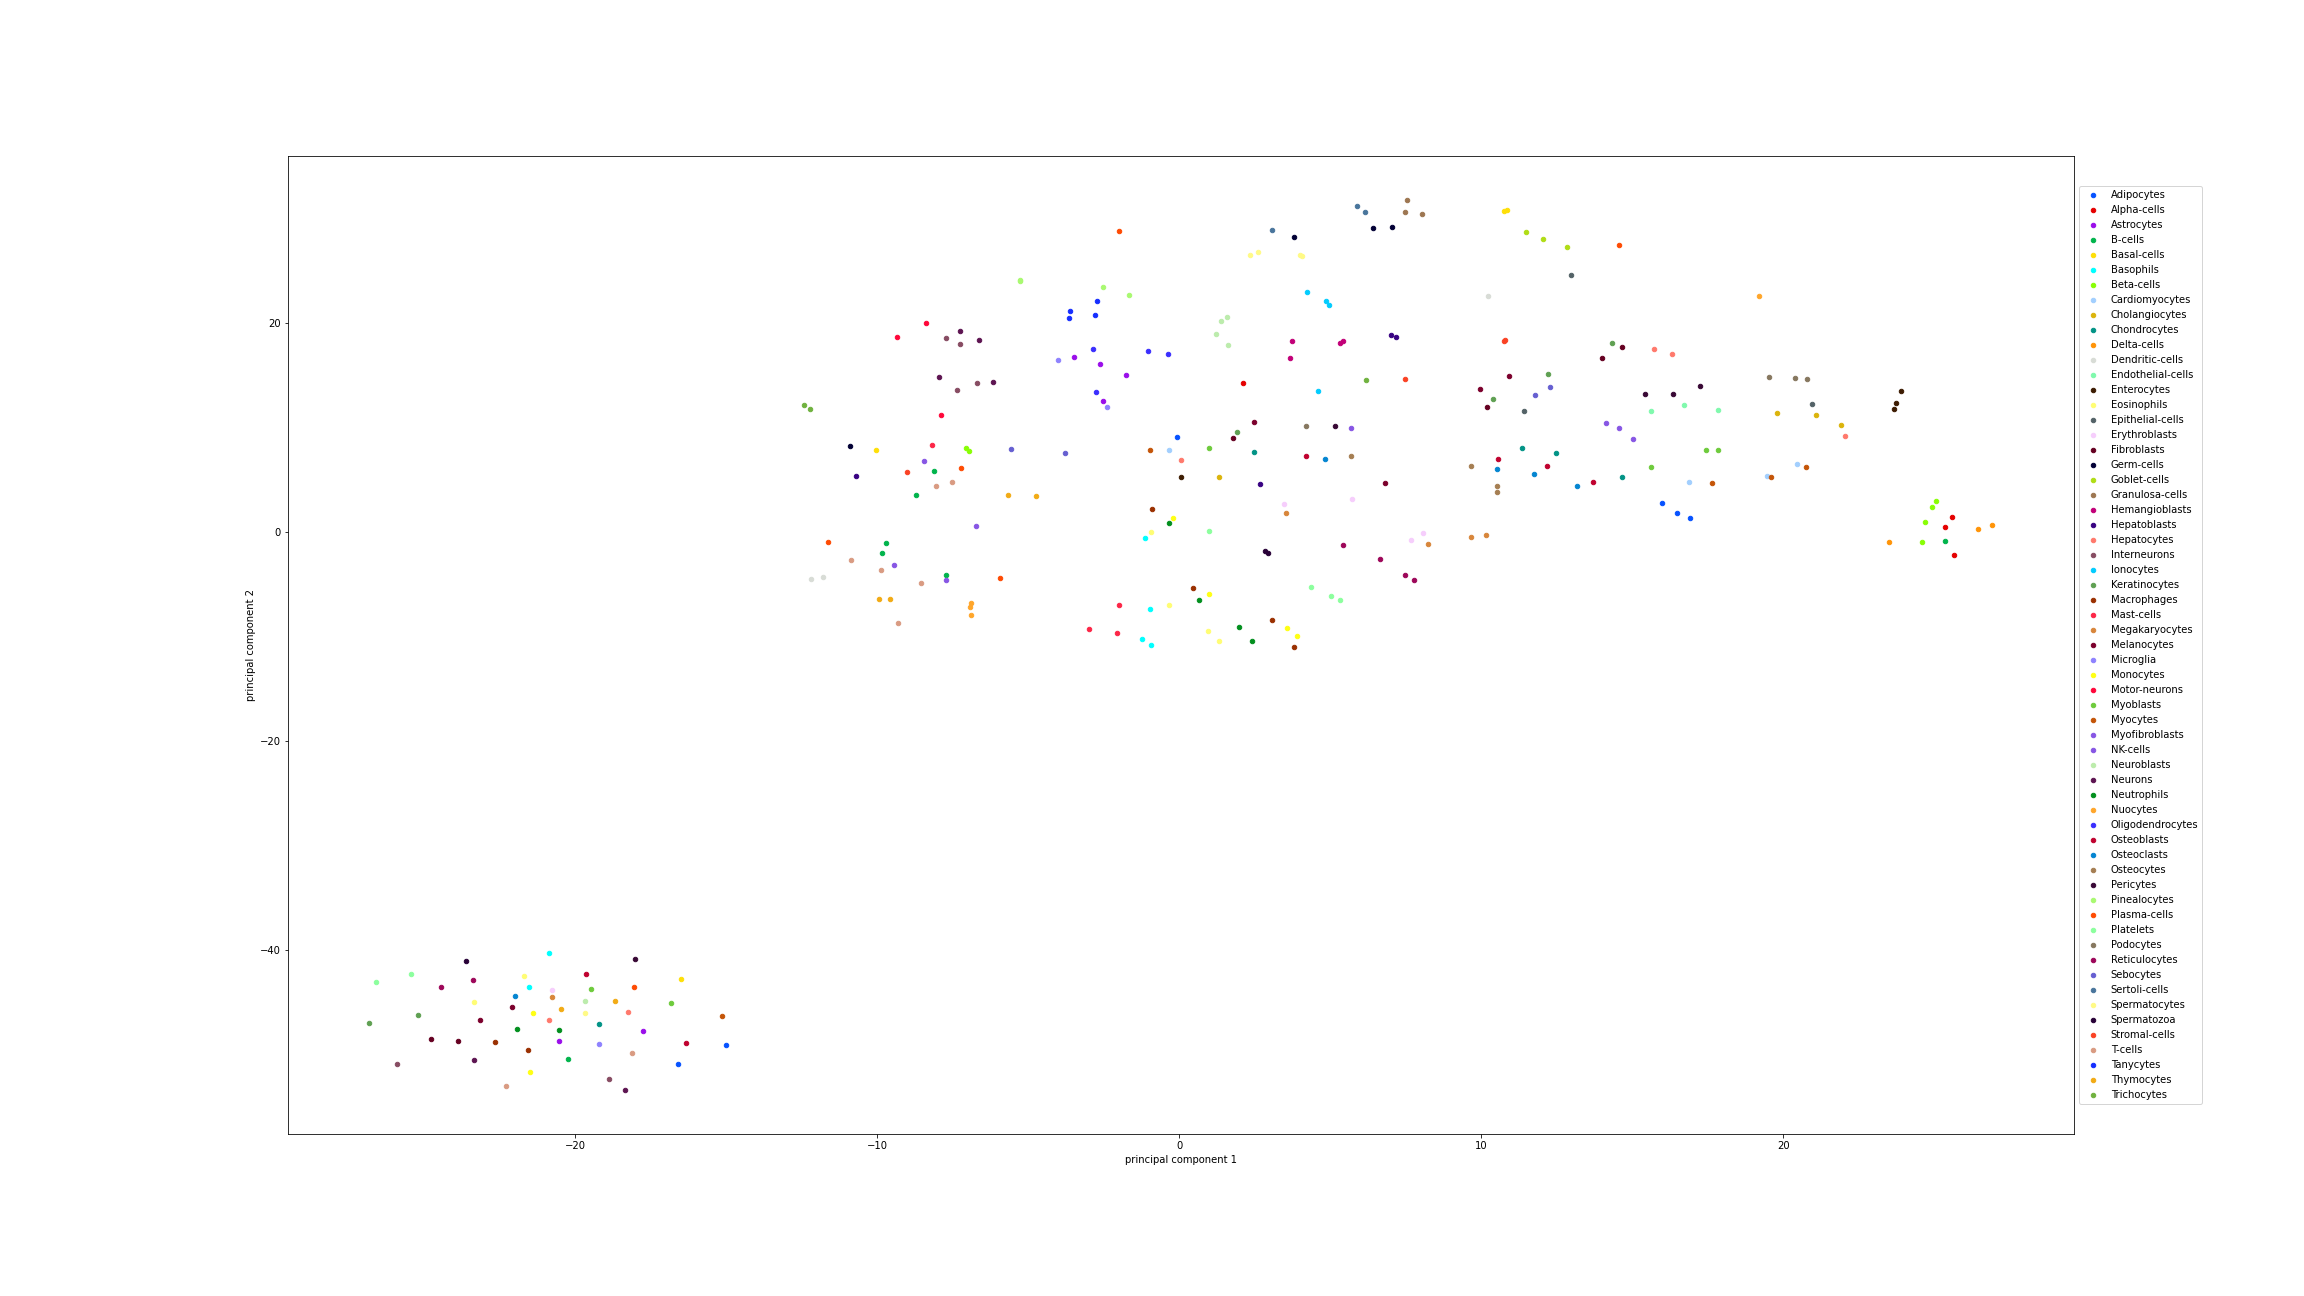 20
0
−20
−40
principal component 2
−20
−10
0
10
20
principal component 1
Adipocytes
Alpha-cells
Astrocytes
B-cells
Basal-cells
Basophils
Beta-cells
Cardiomyocytes
Cholangiocytes
Chondrocytes
Delta-cells
Dendritic-cells
Endothelial-cells
Enterocytes
Eosinophils
Epithelial-cells
Erythroblasts
Fibroblasts
Germ-cells
Goblet-cells
Granulosa-cells
Hemangioblasts
Hepatoblasts
Hepatocytes
Interneurons
Ionocytes
Keratinocytes
Macrophages
Mast-cells
Megakaryocytes
Melanocytes
Microglia
Monocytes
Motor-neurons
Myoblasts
Myocytes
Myofibroblasts
NK-cells
Neuroblasts
Neurons
Neutrophils
Nuocytes
Oligodendrocytes
Osteoblasts
Osteoclasts
Osteocytes
Pericytes
Pinealocytes
Plasma-cells
Platelets
Podocytes
Reticulocytes
Sebocytes
Sertoli-cells
Spermatocytes
Spermatozoa
Stromal-cells
T-cells
Tanycytes
Thymocytes
Trichocytes